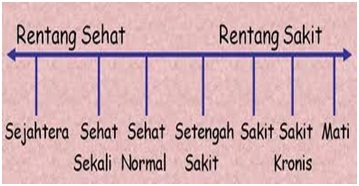 Rentang Sehat Rentang Sakit
Sejahtera Sehat Sehat Setengah Sakit Sakit Mati
Sekali Normal Sakit Kronis